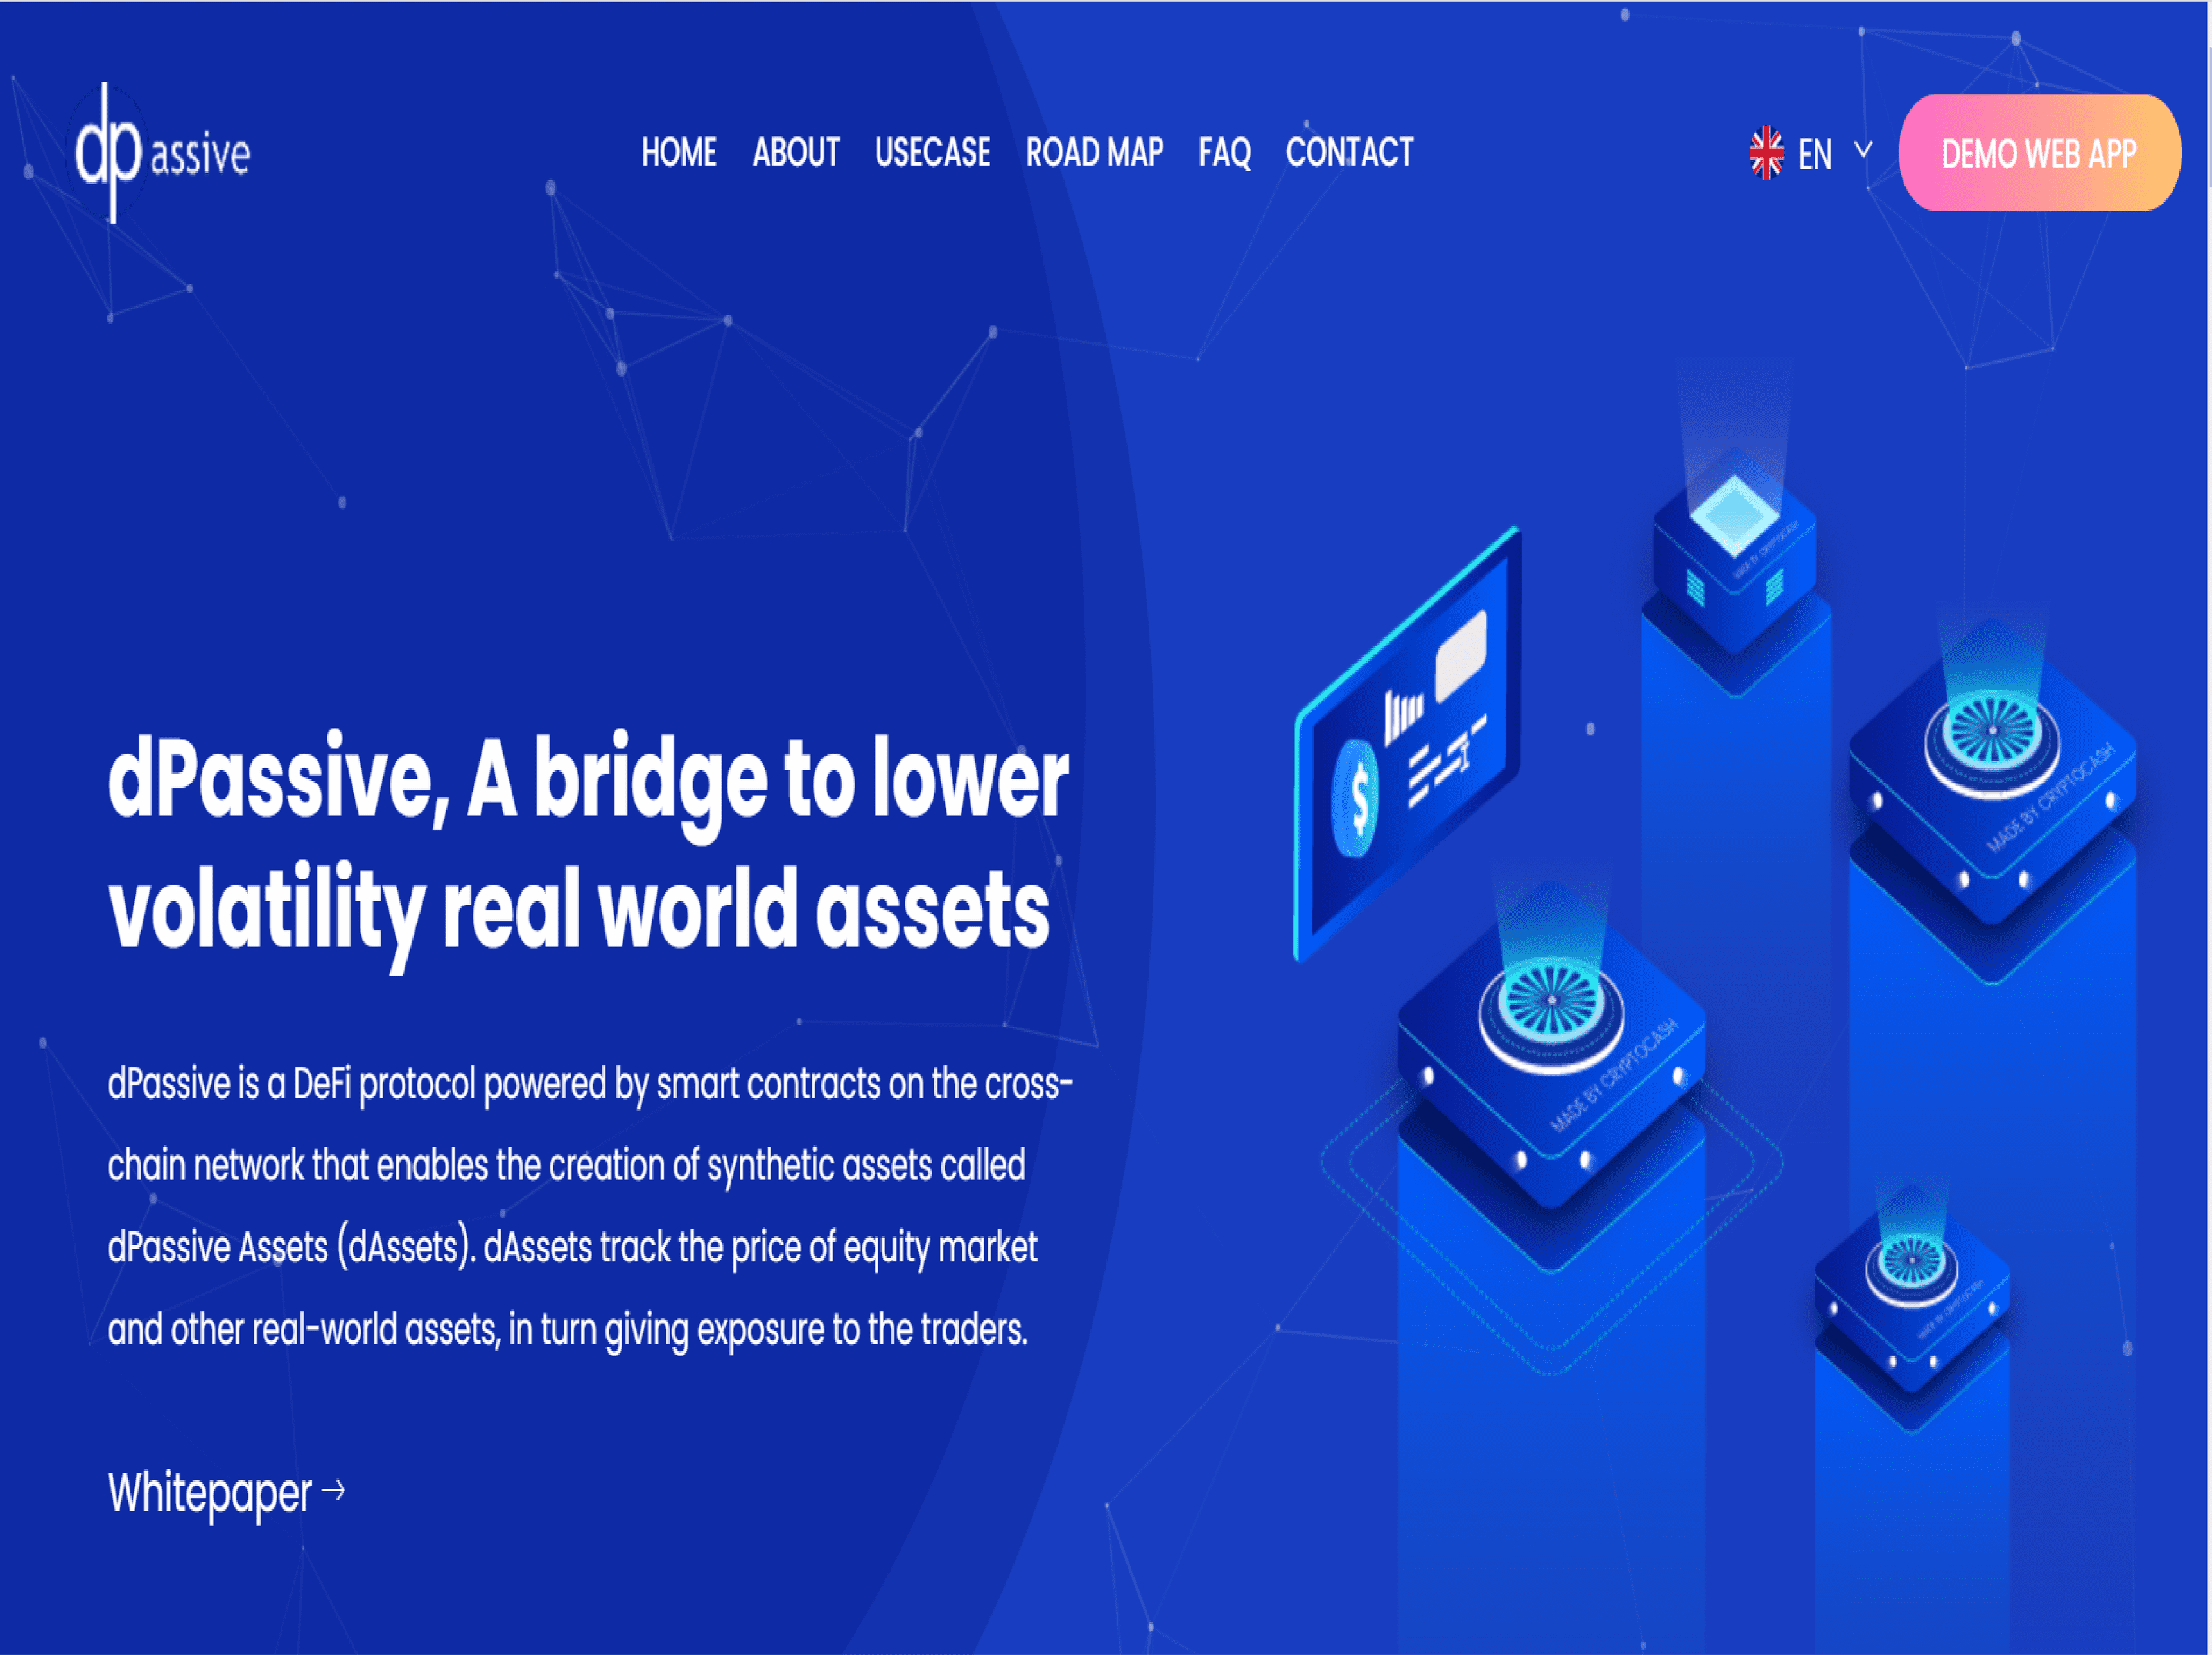 dpassive
HOME ABOUT USECASE ROAD MAP FAQ CONTACT
EN
DEMO WEB APP
dPassive, A bridge to lower
volatility real world assets
dPassive is a DeFi protocol powered by smart contracts on the cross-
chain network that enables the creation of synthetic assets called
dPassive Assets (dAssets). dAssets track the price of equity market
and other real-world assets, in turn giving exposure to the traders.
Whitepaper →
$
MADE BY CRYPTOCASH
MADE BY CRYPTOCASH
MADE BY CRYPTOCASH
MADE BY CRYPTOCASH